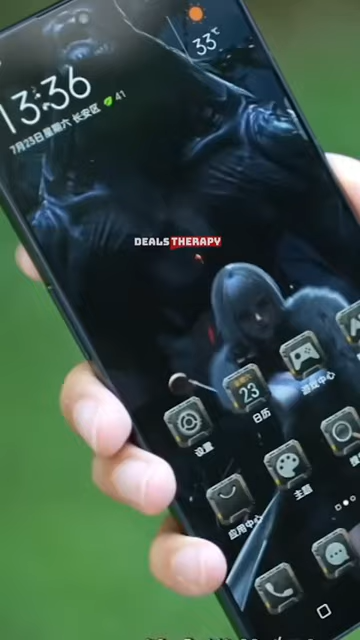 33℃
13:36
7月23日 星期六 长安区 41
DEALS THERAPY
23
日历
游戏中心
设置
主题
应用中心